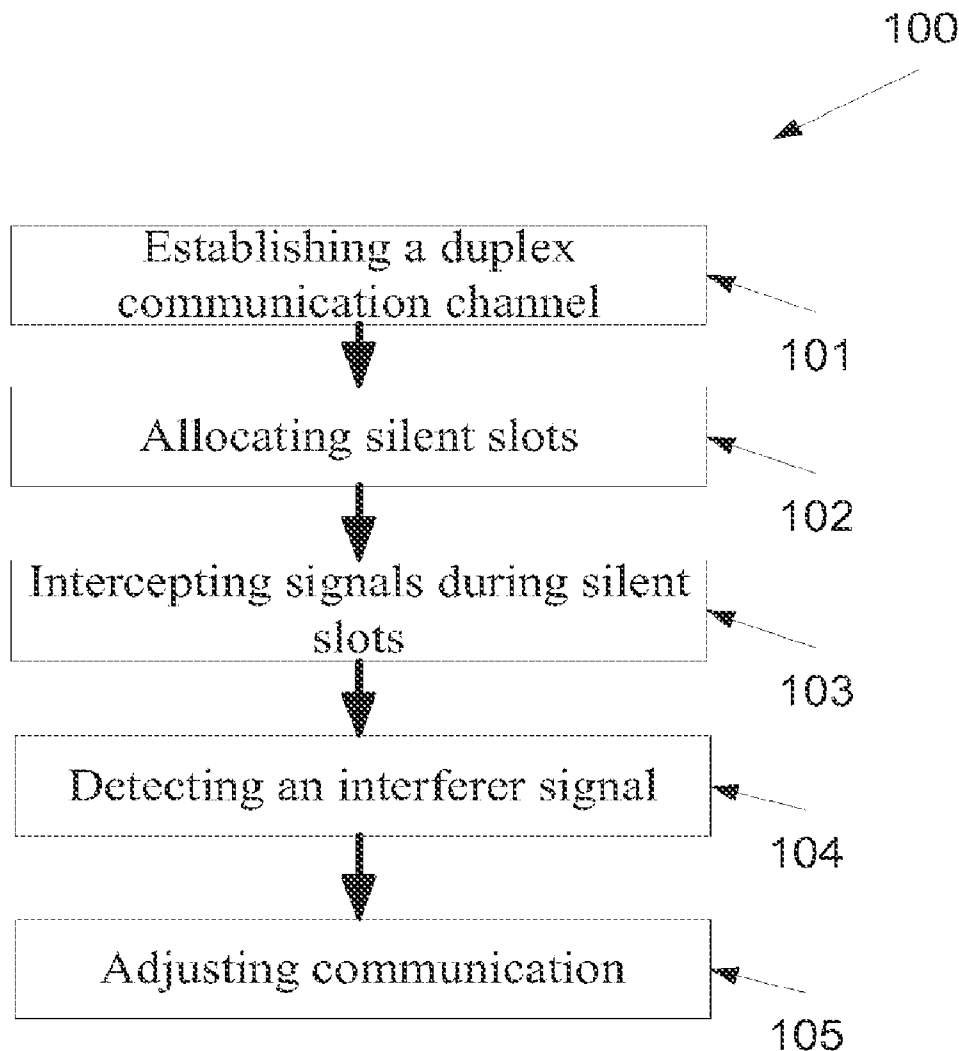 100
Establishing a duplex
communication channel
101
Allocating silent slots
102
Intercepting signals during silent
slots
103
Detecting an interferer signal
104
Adjusting communication
105